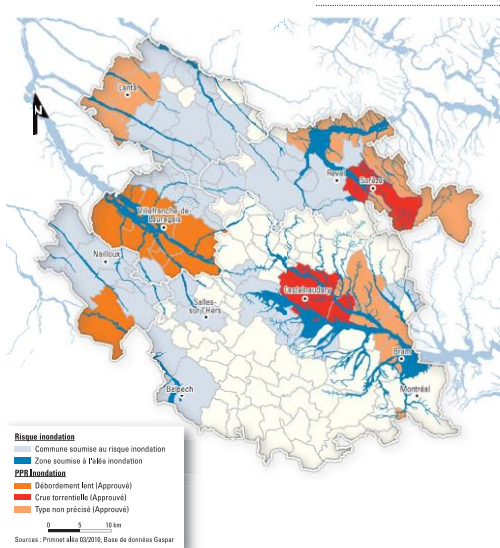 N
Lanta
Revel
Sorèze
Villefranche-de-
Lauragais
Nailloux
Castelnaudary
Salles-
sur-l'Hers
Bram
Belpech
Montréal
Risque inondation
Commune soumise au risque inondation
Zone soumise à l'aléa inondation
PPR Inondation
Débordement lent (Approuvé)
Crue torrentielle (Approuvé)
Type non précisé (Approuvé)
0 5 10 km
Sources : Primnet aléa 03/2010, Base de données Gaspar